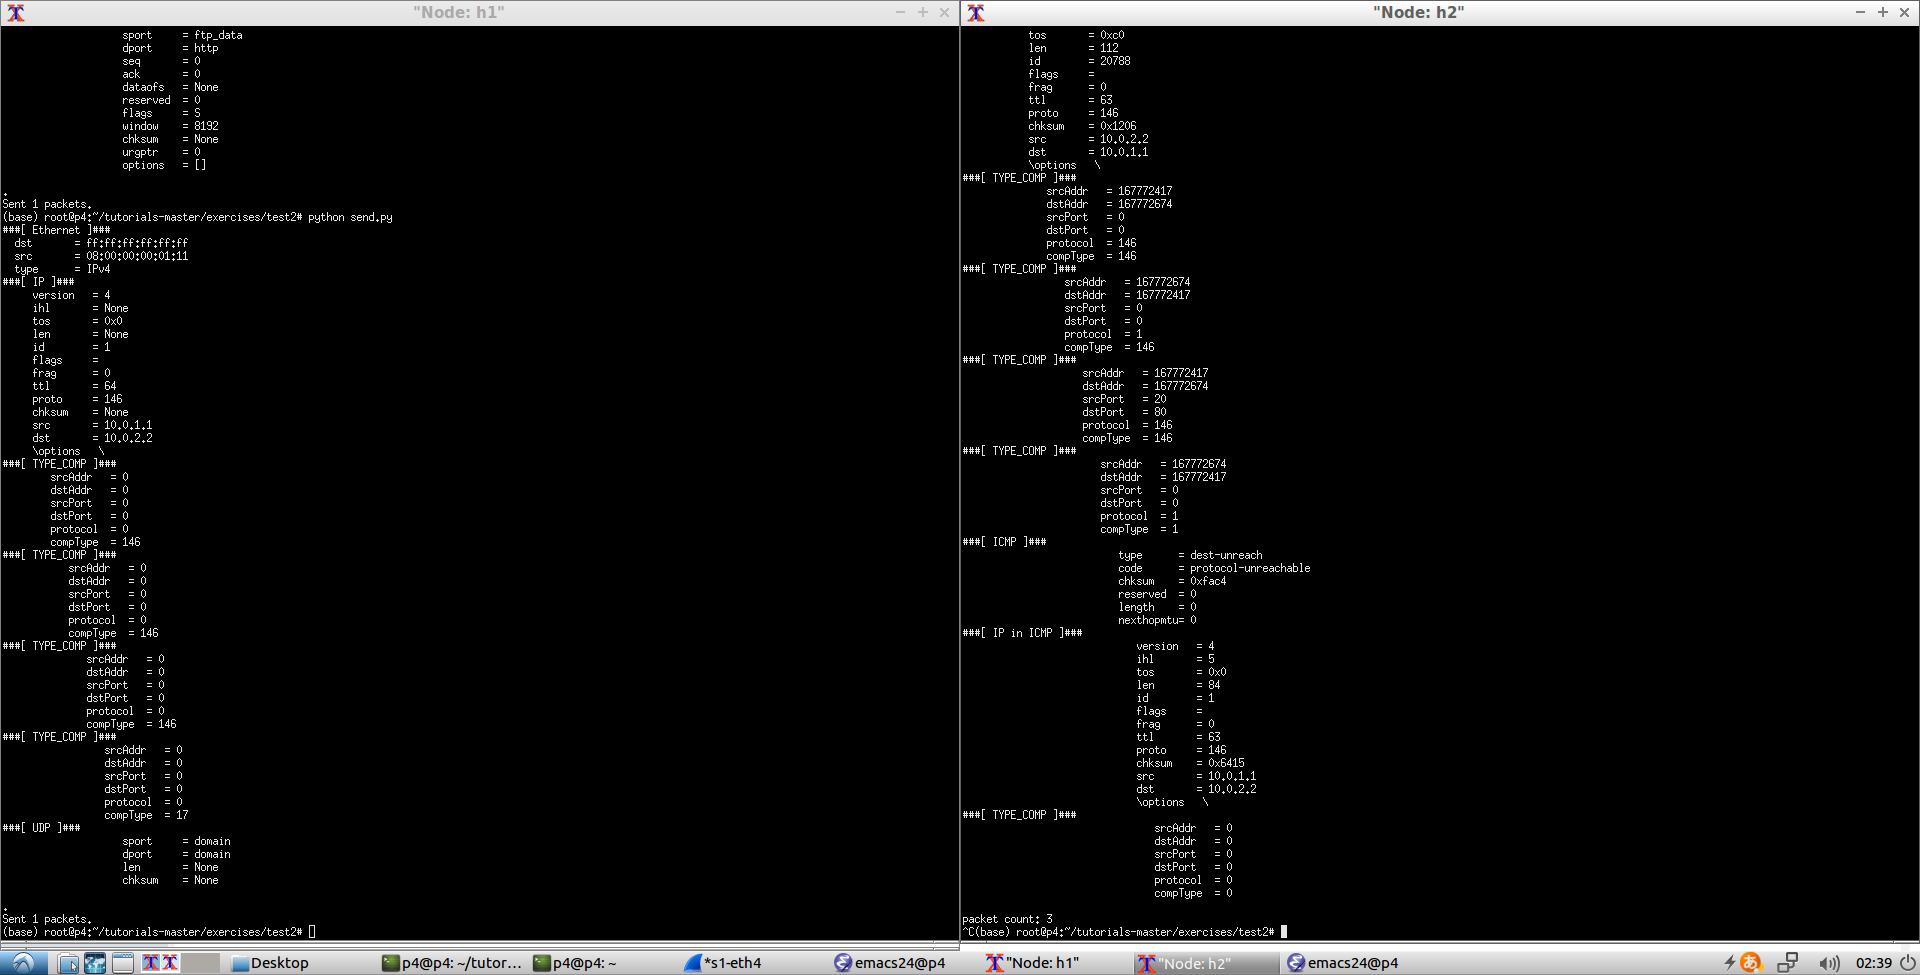 "Node: h1"
sport = ftp_data
dport = http
seq = 0
ack = 0
dataofs = None
reserved = 0
flags = S
window = 8192
chksum = None
urgptr = 0
options = []
.
Sent 1 packets.
(base) root@p4:~/tutorials-master/exercises/test2# python send.py
###[ Ethernet ]###
dst = ff:ff:ff:ff:ff:ff
src = 08:00:00:00:01:11
type = IPv4
###[ IP ]###
version = 4
ihl = None
tos = 0x0
len = None
id = 1
flags =
frag = 0
ttl = 64
proto = 146
chksum = None
src = 10.0.1.1
dst = 10.0.2.2
\options \
###[ TYPE_COMP ]###
srcAddr = 0
dstAddr = 0
srcPort = 0
dstPort = 0
protocol = 0
compType = 146
###[ TYPE_COMP ]###
srcAddr = 0
dstAddr = 0
srcPort = 0
dstPort = 0
protocol = 0
compType = 146
###[ TYPE_COMP ]###
srcAddr = 0
dstAddr = 0
srcPort = 0
dstPort = 0
protocol = 0
compType = 146
###[ TYPE_COMP ]###
srcAddr = 0
dstAddr = 0
srcPort = 0
dstPort = 0
protocol = 0
compType = 17
###[ UDP ]###
sport = domain
dport = domain
len = None
chksum = None
.
Sent 1 packets.
(base) root@p4:~/tutorials-master/exercises/test2#
"Node: h2"
tos = 0xc0
len = 112
id = 20788
flags =
frag = 0
ttl = 63
proto = 146
chksum = 0x1206
src = 10.0.2.2
dst = 10.0.1.1
\options \
###[ TYPE_COMP ]###
srcAddr = 167772417
dstAddr = 167772674
srcPort = 0
dstPort = 0
protocol = 146
compType = 146
###[ TYPE_COMP ]###
srcAddr = 167772674
dstAddr = 167772417
srcPort = 0
dstPort = 0
protocol = 1
compType = 146
###[ TYPE_COMP ]###
srcAddr = 167772417
dstAddr = 167772674
srcPort = 20
dstPort = 80
protocol = 146
compType = 146
###[ TYPE_COMP ]###
srcAddr = 167772674
dstAddr = 167772417
srcPort = 0
dstPort = 0
protocol = 1
compType = 1
###[ ICMP ]###
type = dest-unreach
code = protocol-unreachable
chksum = 0xfac4
reserved = 0
length = 0
nexthopmtu= 0
###[ IP in ICMP ]###
version = 4
ihl = 5
tos = 0x0
len = 84
id = 1
flags =
frag = 0
ttl = 63
proto = 146
chksum = 0x6415
src = 10.0.1.1
dst = 10.0.2.2
\options \
###[ TYPE_COMP ]###
srcAddr = 0
dstAddr = 0
srcPort = 0
dstPort = 0
protocol = 0
compType = 0
packet count: 3
^C(base) root@p4:~/tutorials-master/exercises/test2#
Desktop
p4@p4: ~/tutor...
p4@p4: ~
*s1-eth4
emacs24@p4
"Node: h1"
"Node: h2"
emacs24@p4
あ
02:39